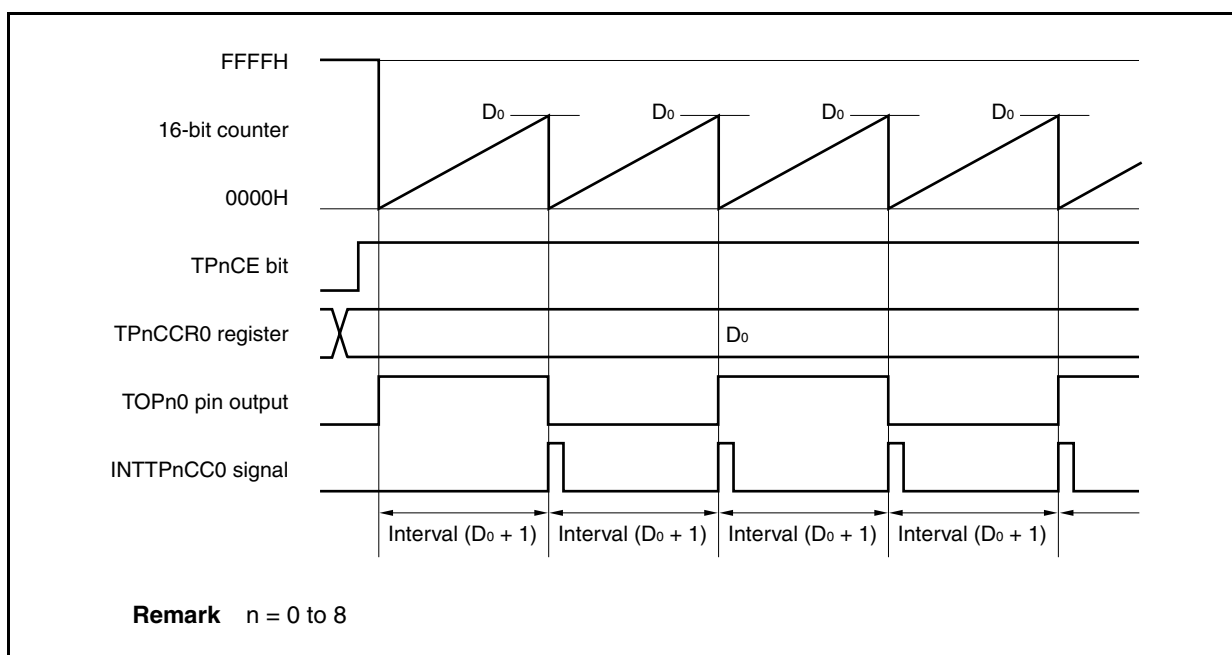 FFFFH
D₀ D₀ D₀ D₀
16-bit counter
0000H
TPnCE bit
TPnCCR0 register
D₀
TOPn0 pin output
INTTPnCC0 signal
Interval (D₀ + 1) Interval (D₀ + 1) Interval (D₀ + 1) Interval (D₀ + 1)
Remark n = 0 to 8